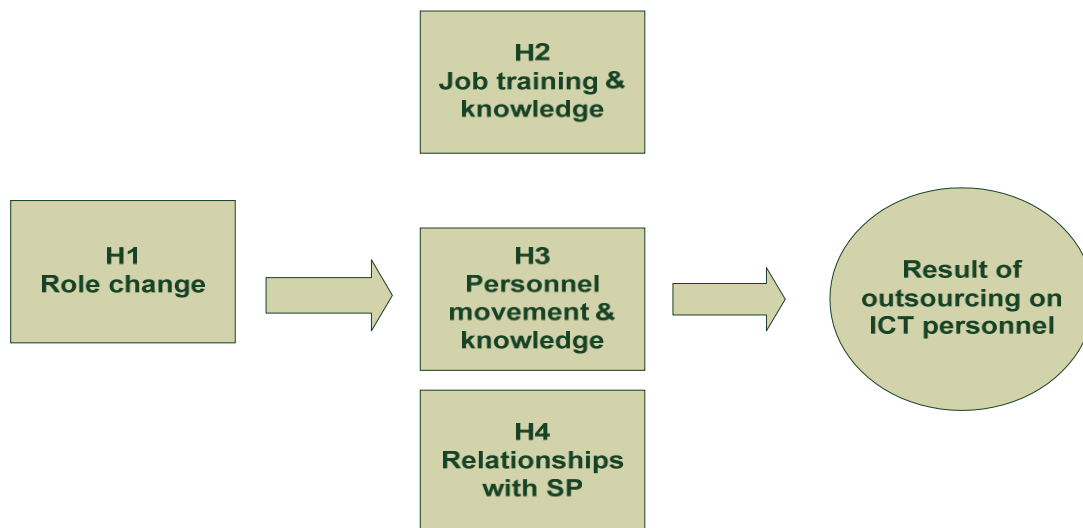 H2
Job training &
knowledge
H1
Role change
H3
Personnel
movement &
knowledge
Result of
outsourcing on
ICT personnel
H4
Relationships
with SP